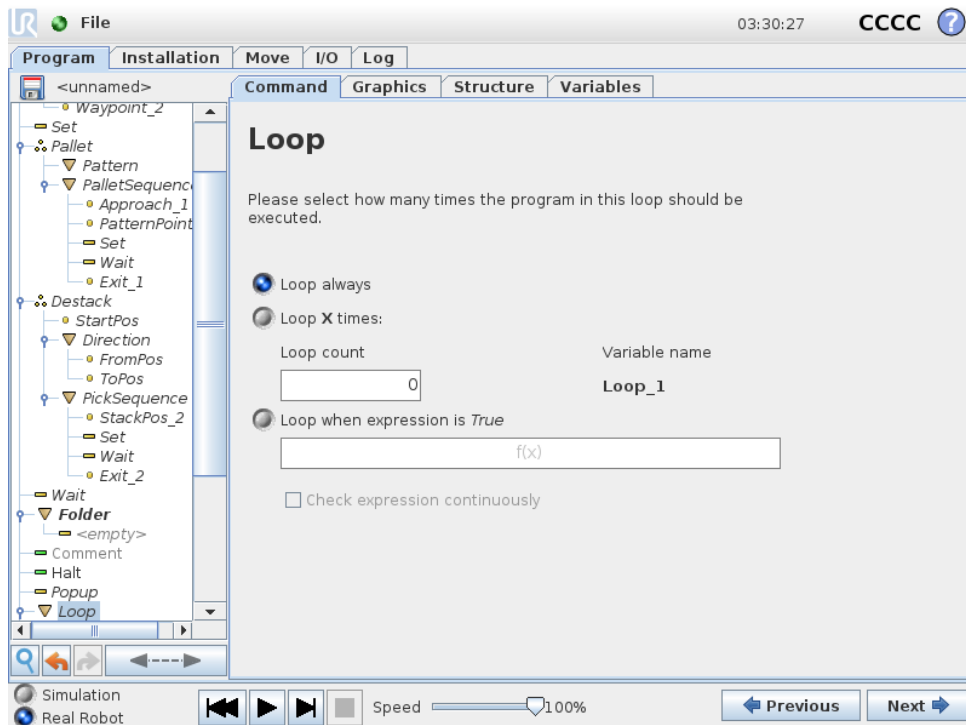 UR File 03:30:27 CCCC ?
Program Installation Move I/O Log
<unnamed> Command Graphics Structure Variables
Waypoint_2
Set
Pallet
Pattern
PalletSequenc
Approach_1
PatternPoint
Set
Wait
Exit_1
Destack
StartPos
Direction
FromPos
ToPos
PickSequence
StackPos_2
Set
Wait
Exit_2
Wait
Folder
<empty>
Comment
Halt
Popup
Loop
Loop
Please select how many times the program in this loop should be
executed.
Loop always
Loop X times:
Loop count Variable name
0 Loop_1
Loop when expression is True
f(x)
Check expression continuously
Simulation
Real Robot
Speed 100% Previous Next